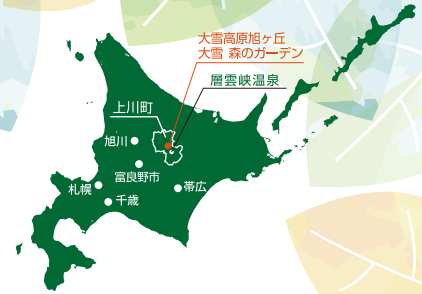 大雪高原旭ヶ丘
大雪 森のガーデン
層雲峡温泉
上川町
旭川
富良野市
札幌
帯広
千歳